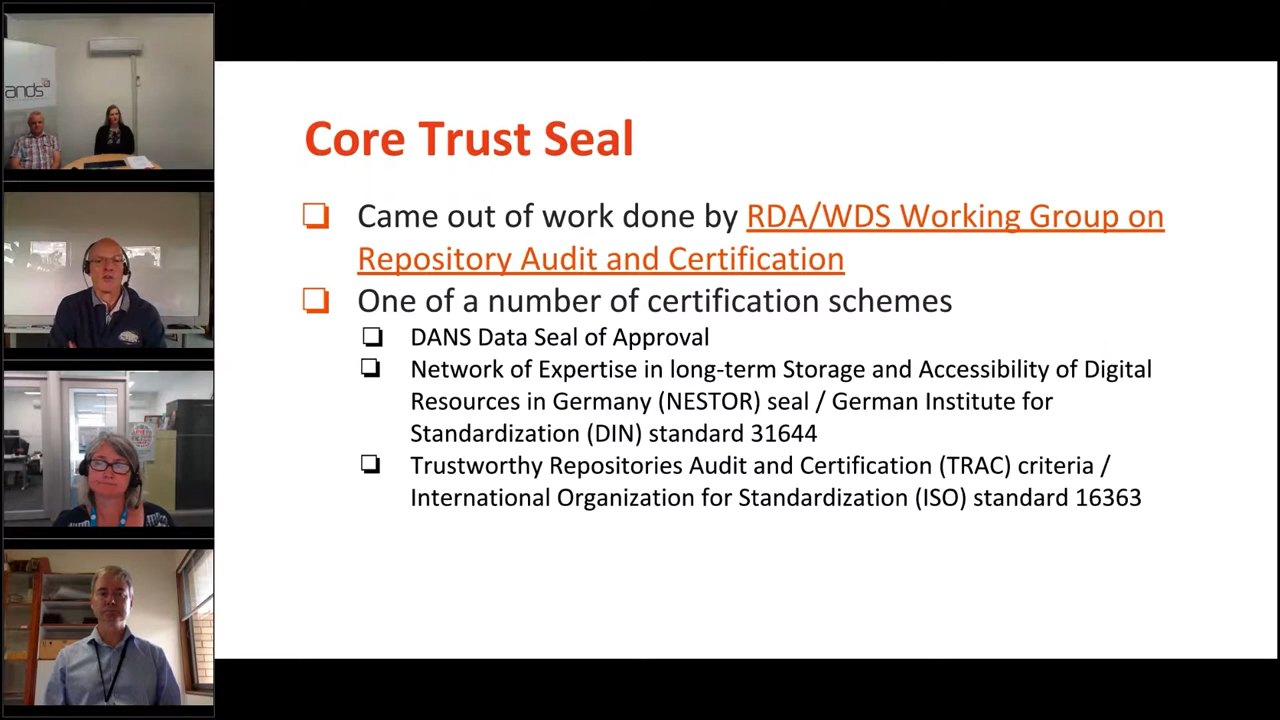 ands
Core Trust Seal
Came out of work done by RDA/WDS Working Group on
Repository Audit and Certification
One of a number of certification schemes
DANS Data Seal of Approval
Network of Expertise in long-term Storage and Accessibility of Digital
Resources in Germany (NESTOR) seal / German Institute for
Standardization (DIN) standard 31644
Trustworthy Repositories Audit and Certification (TRAC) criteria /
International Organization for Standardization (ISO) standard 16363